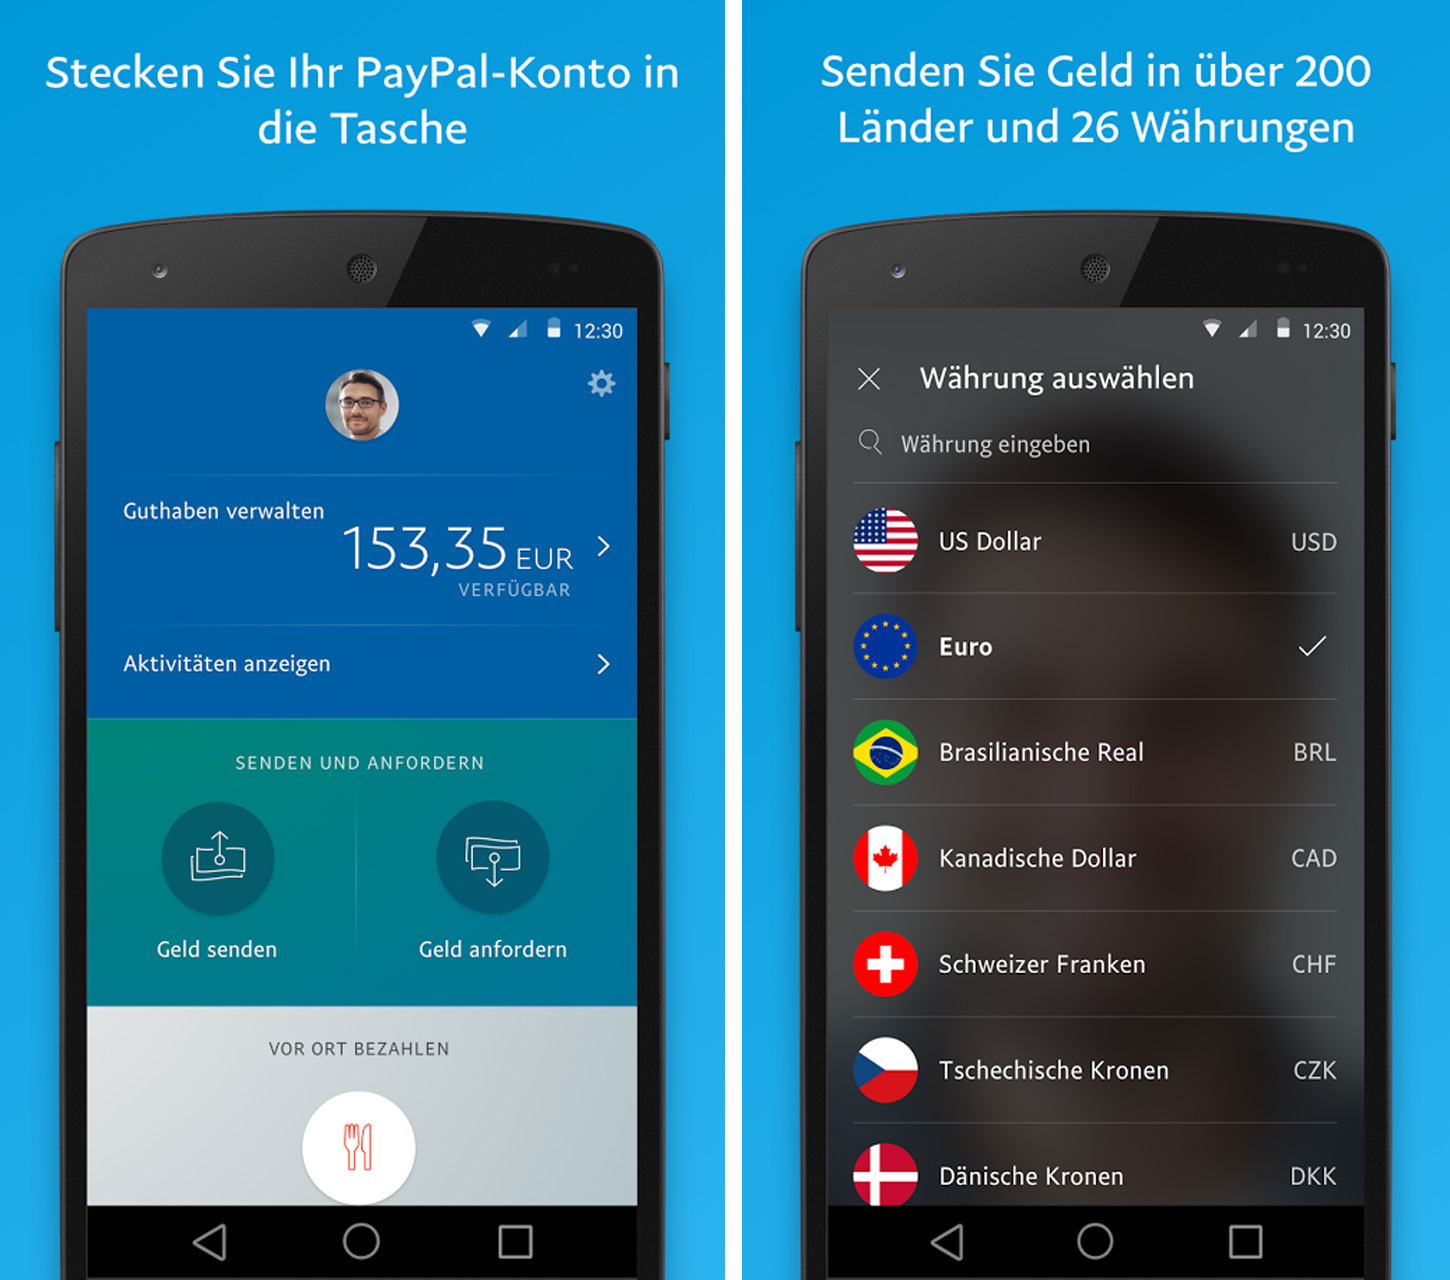 Stecken Sie Ihr PayPal-Konto in
die Tasche
12:30
Guthaben verwalten
153,35 EUR
VERFÜGBAR
Aktivitäten anzeigen
SENDEN UND ANFORDERN
Geld senden
Geld anfordern
VOR ORT BEZAHLEN
Senden Sie Geld in über 200
Länder und 26 Währungen
12:30
Währung auswählen
Währung eingeben
US Dollar USD
Euro
Brasilianische Real BRL
Kanadische Dollar CAD
Schweizer Franken CHF
Tschechische Kronen CZK
Dänische Kronen DKK